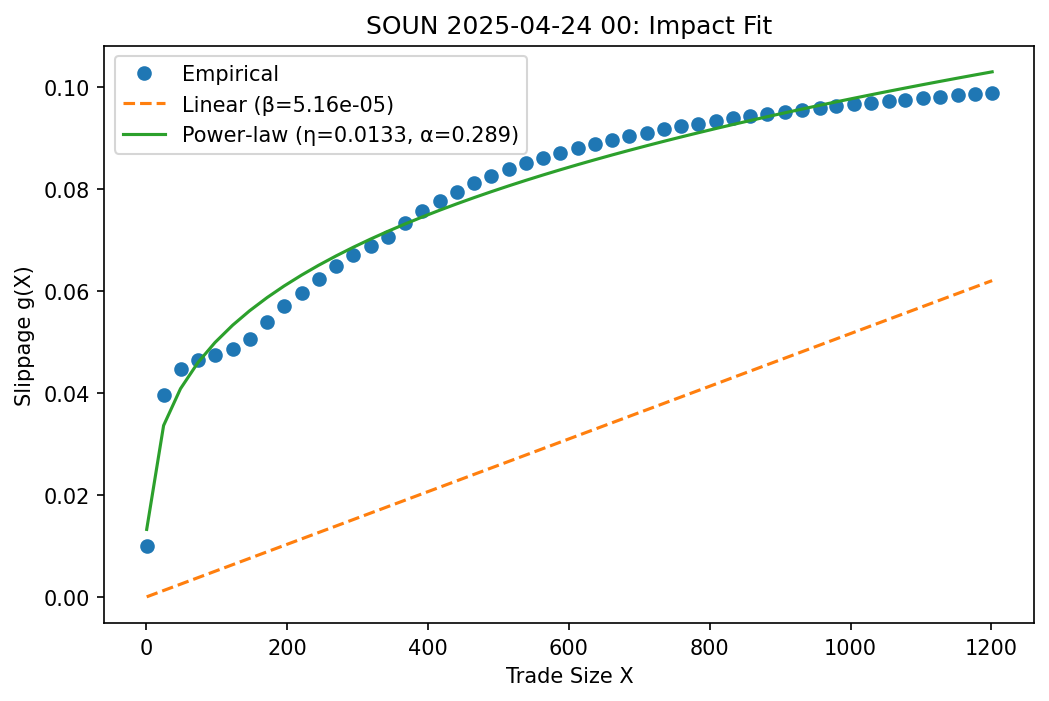 SOUN 2025-04-24 00: Impact Fit
Empirical
Linear (β=5.16e-05)
Power-law (η=0.0133, α=0.289)
Slippage g(X)
0.10
0.08
0.06
0.04
0.02
0.00
0 200 400 600 800 1000 1200
Trade Size X